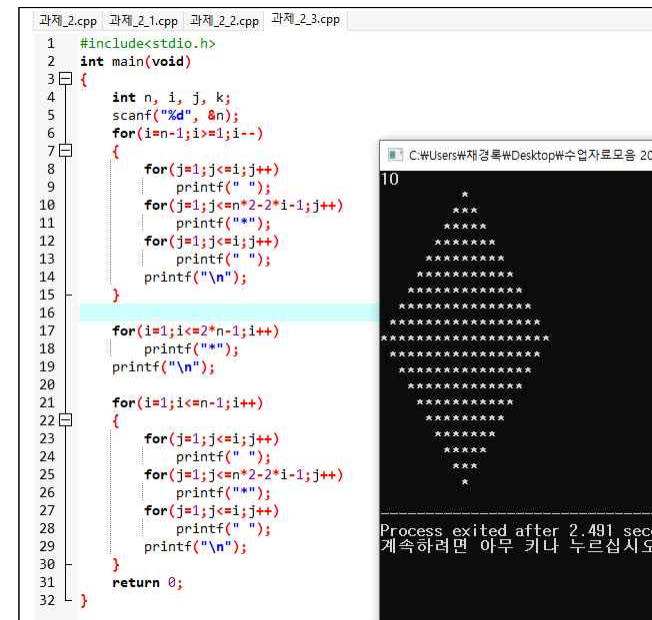 과제_2.cpp 과제_2_1.cpp 과제_2_2.cpp 과제_2_3.cpp
1 #include<stdio.h>
2 int main(void)
3 {
4 int n, i, j, k;
5 scanf("%d", &n);
6 for(i=n-1;i>=1;i--)
7 {
8 for(j=1;j<=i;j++)
9 printf(" ");
10 for(j=1;j<=n*2-2*i-1;j++)
11 printf("*");
12 for(j=1;j<=i;j++)
13 printf(" ");
14 printf("\n");
15 }
16
17 for(i=1;i<=2*n-1;i++)
18 printf("*");
19 printf("\n");
20
21 for(i=1;i<=n-1;i++)
22 {
23 for(j=1;j<=i;j++)
24 printf(" ");
25 for(j=1;j<=n*2-2*i-1;j++)
26 printf("*");
27 for(j=1;j<=i;j++)
28 printf(" ");
29 printf("\n");
30 }
31 return 0;
32 }
C:₩Users₩채경록₩Desktop₩수업자료모음 20
10
*
***
*****
*******
*********
***********
*************
***************
*****************
*******************
*****************
***************
*************
***********
*********
*******
*****
***
*
--------------------------------
Process exited after 2.491 seco
계속하려면 아무 키나 누르십시오